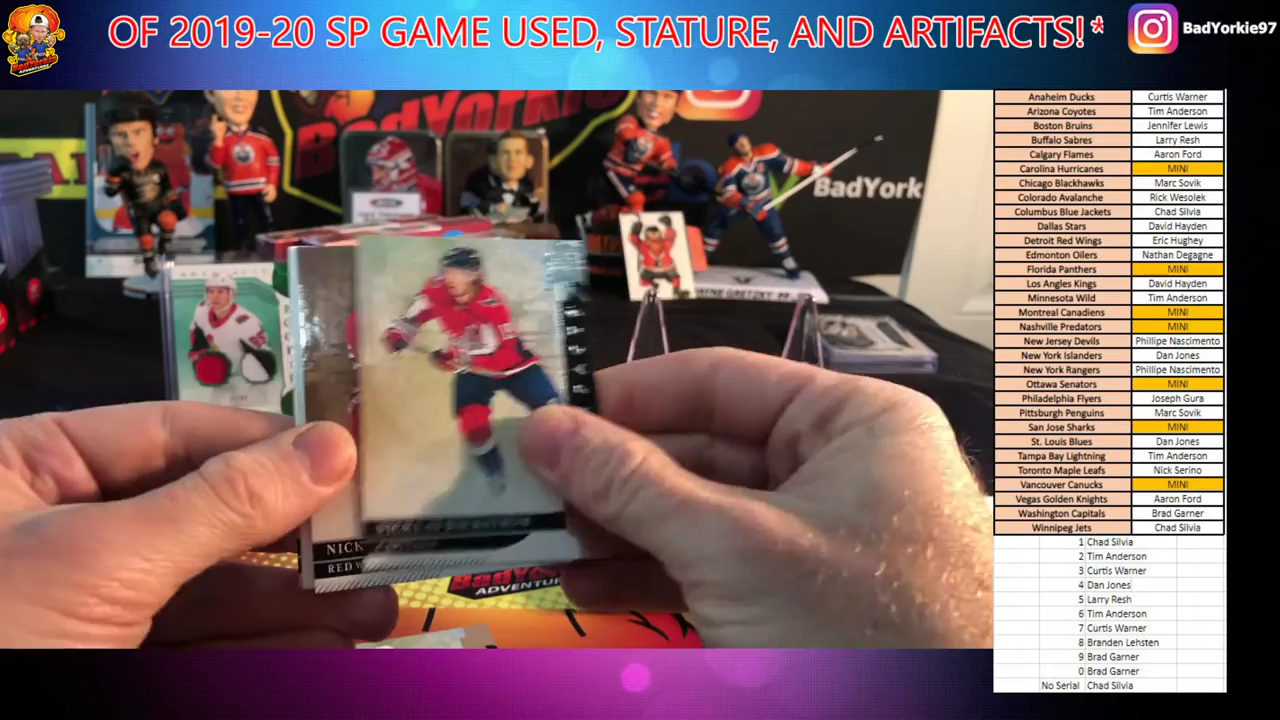 OF 2019-20 SP GAME USED, STATURE, AND ARTIFACTS! *
BadYorkie97
BadYorkie
BadYork
NICK
RED W
BadYorkie
ADVENTURE
Anaheim Ducks Curtis Warner
Arizona Coyotes Tim Anderson
Boston Bruins Jennifer Lewis
Buffalo Sabres Larry Resh
Calgary Flames Aaron Ford
Carolina Hurricanes MINI
Chicago Blackhawks Marc Sovik
Colorado Avalanche Rick Wesolek
Columbus Blue Jackets Chad Silvia
Dallas Stars David Hayden
Detroit Red Wings Eric Hughey
Edmonton Oilers Nathan Degagne
Florida Panthers MINI
Los Angles Kings David Hayden
Minnesota Wild Tim Anderson
Montreal Canadiens MINI
Nashville Predators MINI
New Jersey Devils Phillipe Nascimento
New York Islanders Dan Jones
New York Rangers Phillipe Nascimento
Ottawa Senators MINI
Philadelphia Flyers Joseph Gura
Pittsburgh Penguins Marc Sovik
San Jose Sharks MINI
St. Louis Blues Dan Jones
Tampa Bay Lightning Tim Anderson
Toronto Maple Leafs Nick Serino
Vancouver Canucks MINI
Vegas Golden Knights Aaron Ford
Washington Capitals Brad Garner
Winnipeg Jets Chad Silvia
1 Chad Silvia
2 Tim Anderson
3 Curtis Warner
4 Dan Jones
5 Larry Resh
6 Tim Anderson
7 Curtis Warner
8 Branden Lehsten
9 Brad Garner
0 Brad Garner
No Serial Chad Silvia